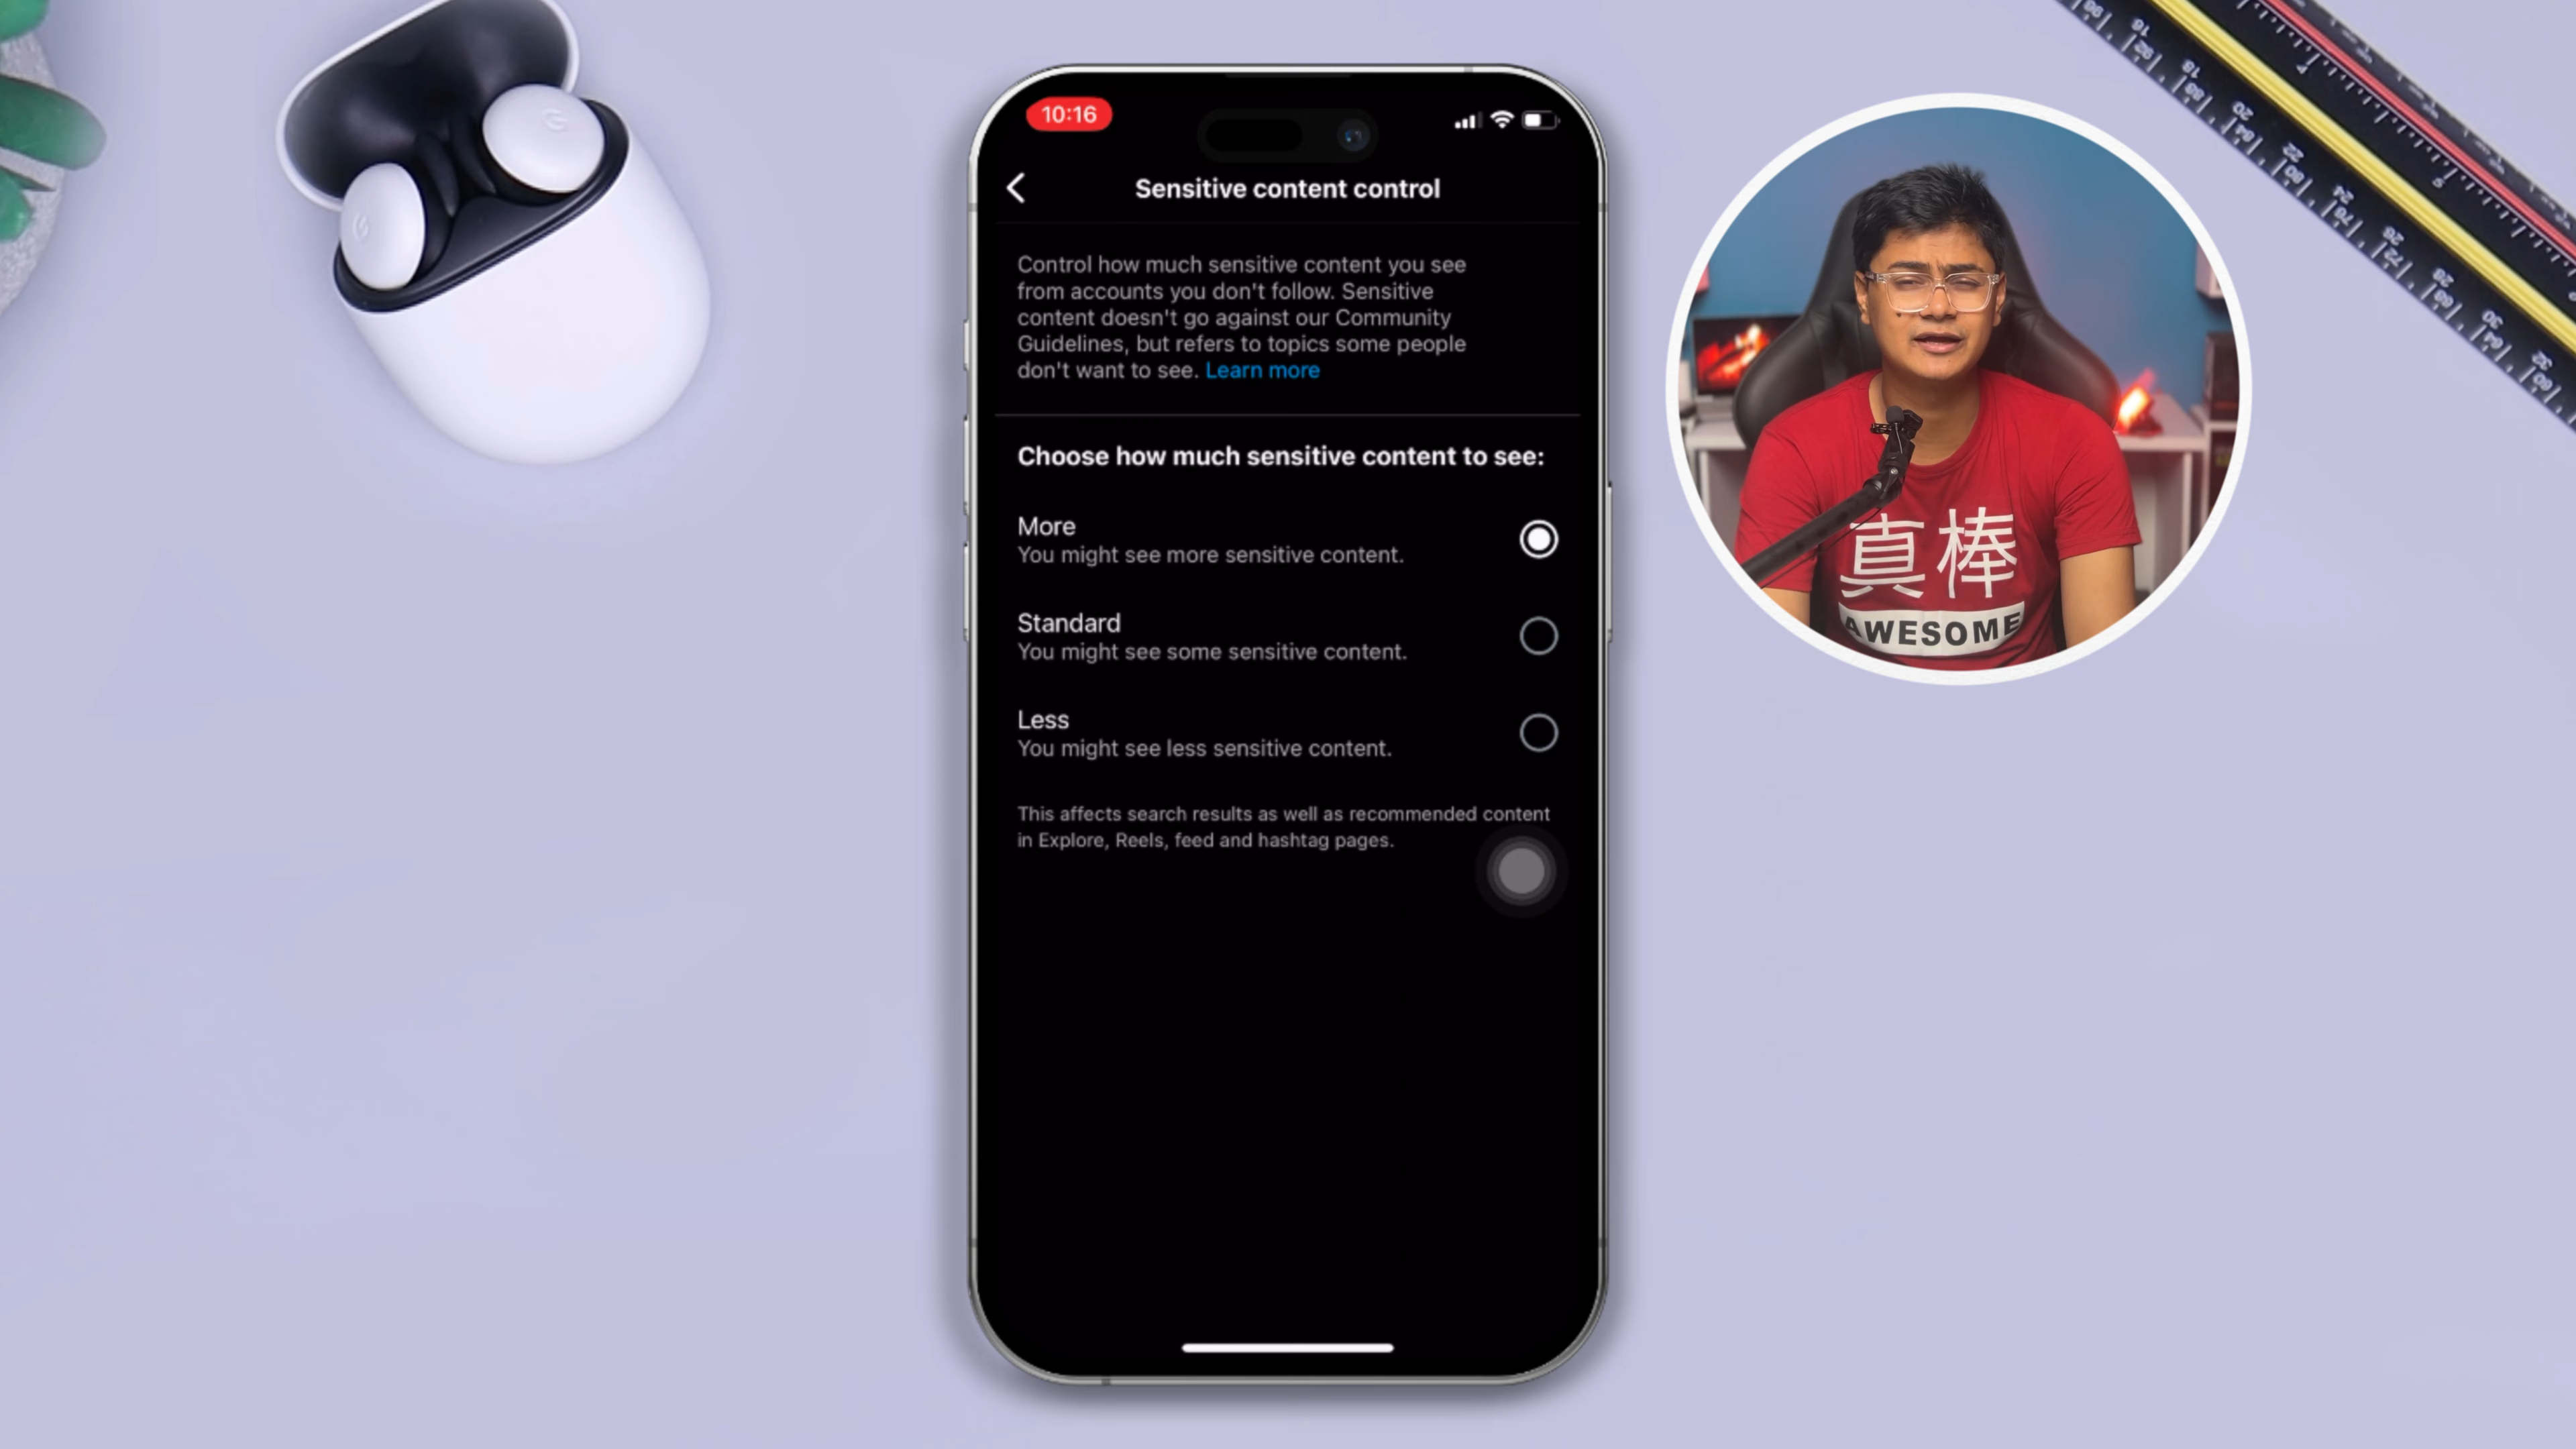 10:16
Sensitive content control
Control how much sensitive content you see
from accounts you don't follow. Sensitive
content doesn't go against our Community
Guidelines, but refers to topics some people
don't want to see. Learn more
Choose how much sensitive content to see:
More
You might see more sensitive content.
Standard
You might see some sensitive content.
Less
You might see less sensitive content.
This affects search results as well as recommended content
in Explore, Reels, feed and hashtag pages.
真棒
AWESOME